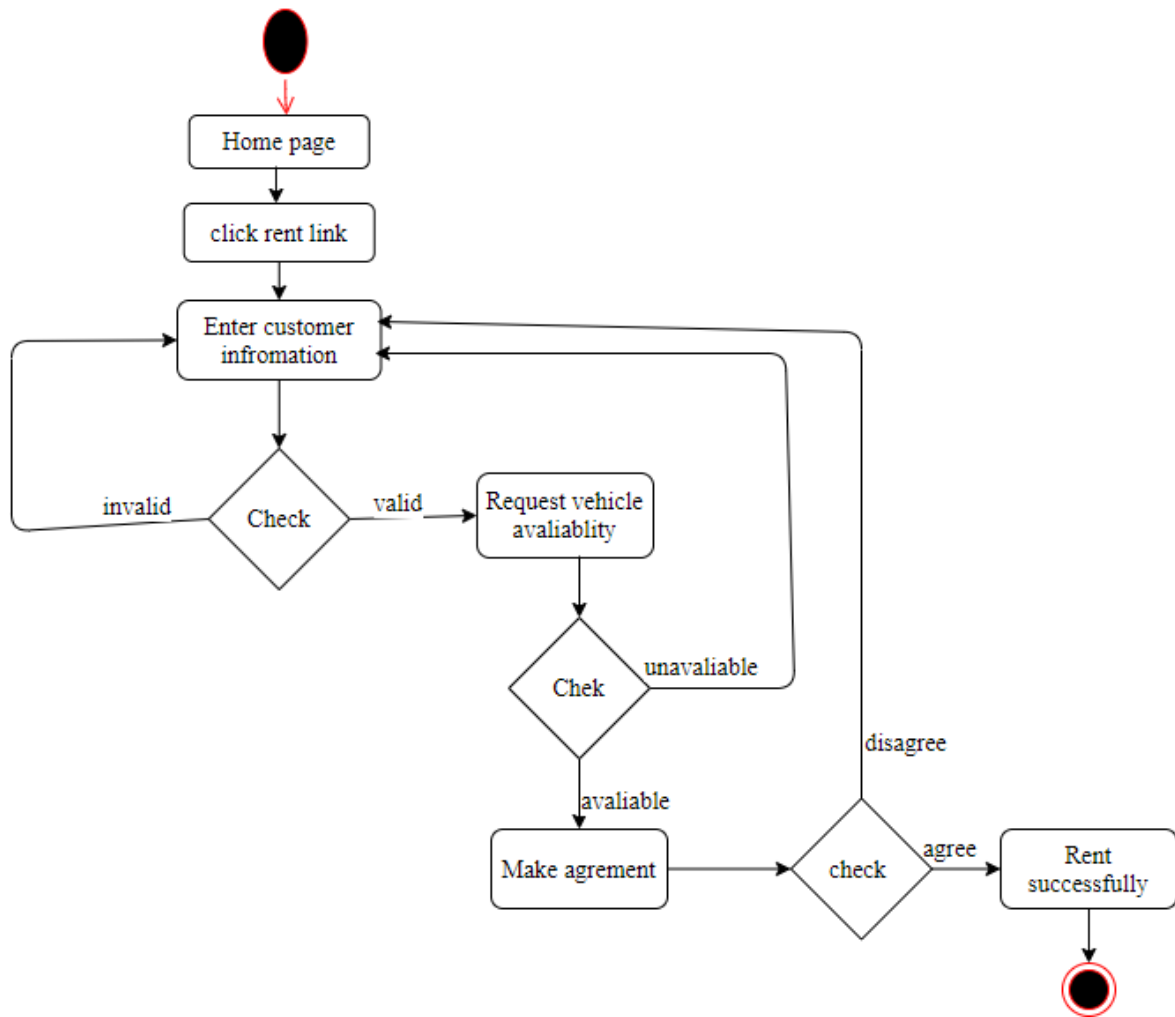 Home page
click rent link
Enter customer
infromation
invalid
Check
valid
Request vehicle
avaliablity
Chek
unavaliable
disagree
avaliable
Make agrement
check
agree
Rent
successfully